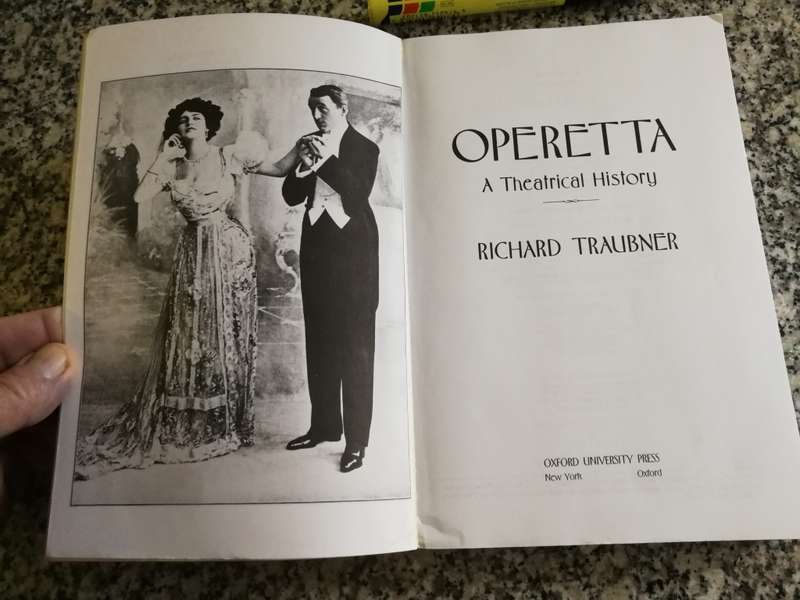 OPERETTA
A Theatrical History
RICHARD TRAUBNER
OXFORD UNIVERSITY PRESS
New York Oxford